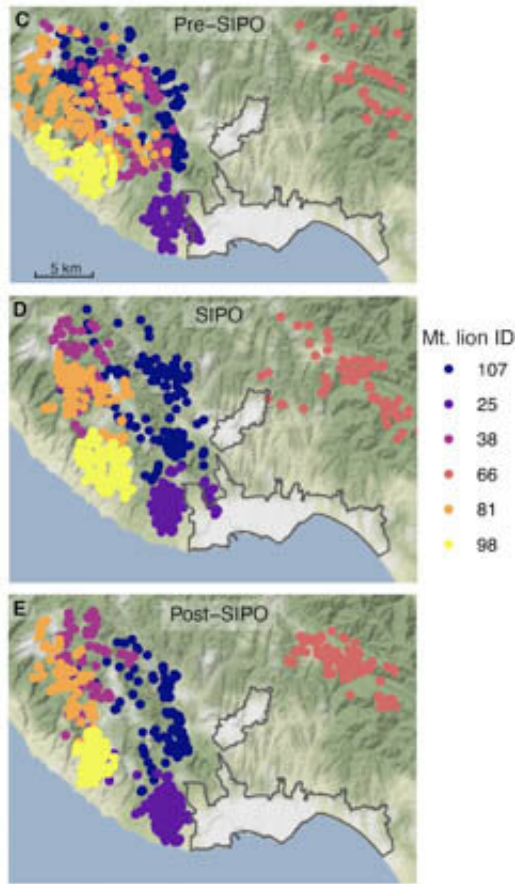 C
Pre-SIPO
5 km
D
SIPO
Mt. lion ID
107
25
38
66
81
98
E
Post-SIPO